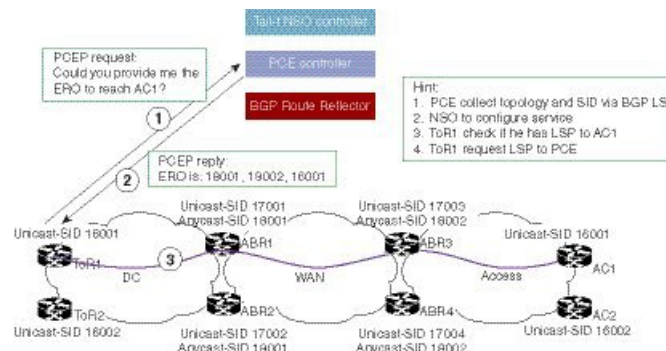 Tail-f NSO controller
PCEP request:
Could you provide me the
ERO to reach AC1?
PCE controller
BGP Route Reflector
1
Hint:
1. PCE collect topology and SID via BGP LS
2. NSO to configure service
3. ToR1 check if he has LSP to AC1
4. ToR1 request LSP to PCE
2
PCEP reply
ERO is: 18001, 18002, 16001
Unicast-SID 16001
Unicast-SID 17001
Anycast-SID 18001
Unicast-SID 17003
Anycast-SID 18002
Unicast-SID 16001
ToR1
DC
3
ABR1
WAN
ABR3
Access
AC1
ToR2
ABR2
ABR4
AC2
Unicast-SID 16002
Unicast-SID 17002
Anycast-SID 18001
Unicast-SID 17004
Anycast-SID 18002
Unicast-SID 16002